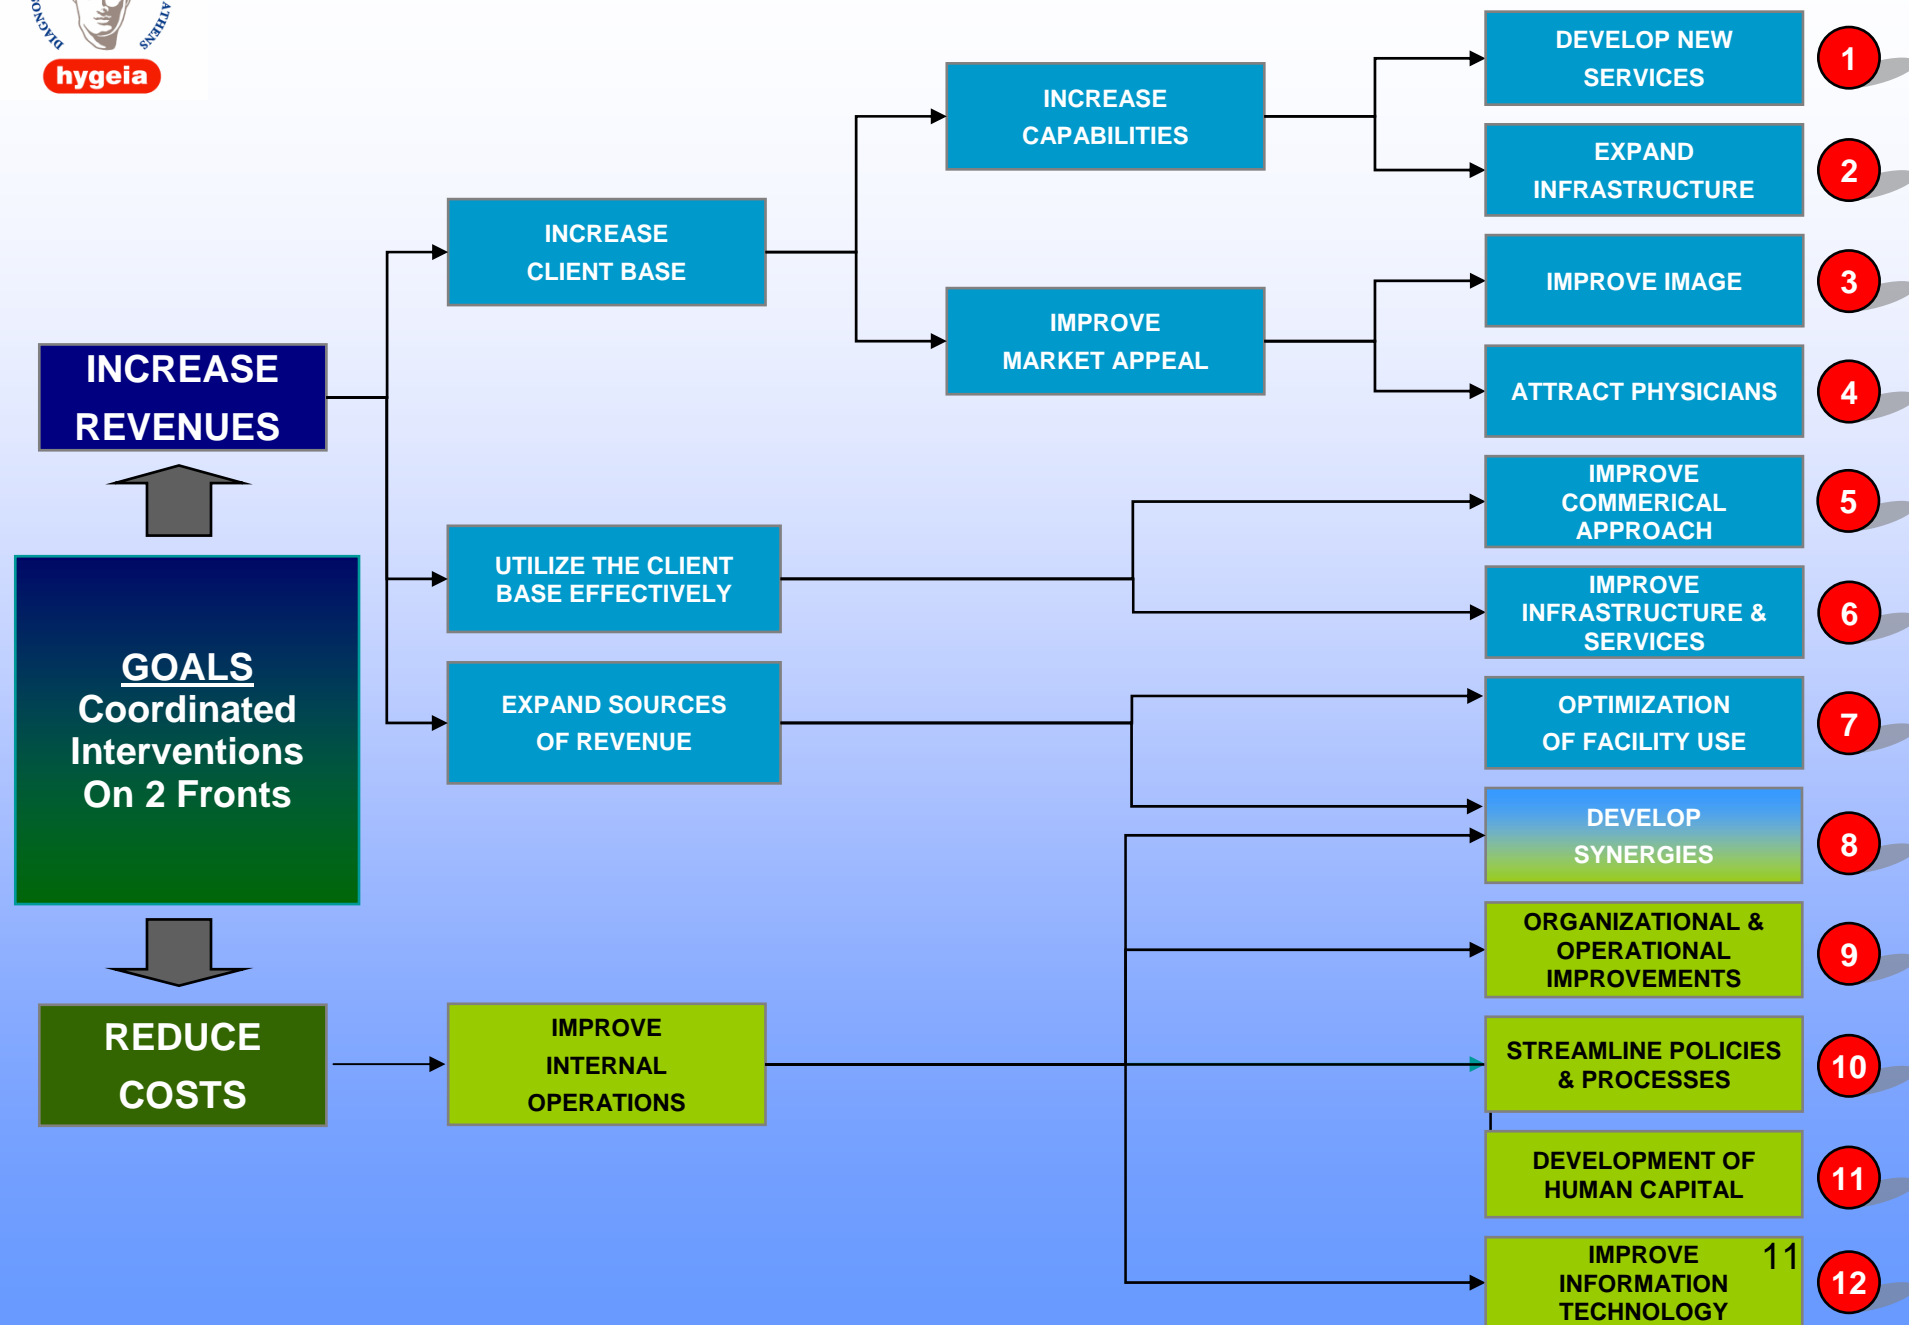 ATHENS
hygeia
DEVELOP NEW
SERVICES
1
INCREASE
CAPABILITIES
EXPAND
INFRASTRUCTURE
2
INCREASE
CLIENT BASE
IMPROVE IMAGE
3
IMPROVE
MARKET APPEAL
INCREASE
REVENUES
ATTRACT PHYSICIANS
4
IMPROVE
COMMERICAL
APPROACH
5
UTILIZE THE CLIENT
BASE EFFECTIVELY
IMPROVE
INFRASTRUCTURE &
SERVICES
6
GOALS
Coordinated
Interventions
On 2 Fronts
EXPAND SOURCES
OF REVENUE
OPTIMIZATION
OF FACILITY USE
7
DEVELOP
SYNERGIES
8
ORGANIZATIONAL &
OPERATIONAL
IMPROVEMENTS
9
REDUCE
COSTS
IMPROVE
INTERNAL
OPERATIONS
STREAMLINE POLICIES
& PROCESSES
10
DEVELOPMENT OF
HUMAN CAPITAL
11
IMPROVE
INFORMATION
TECHNOLOGY
11
12